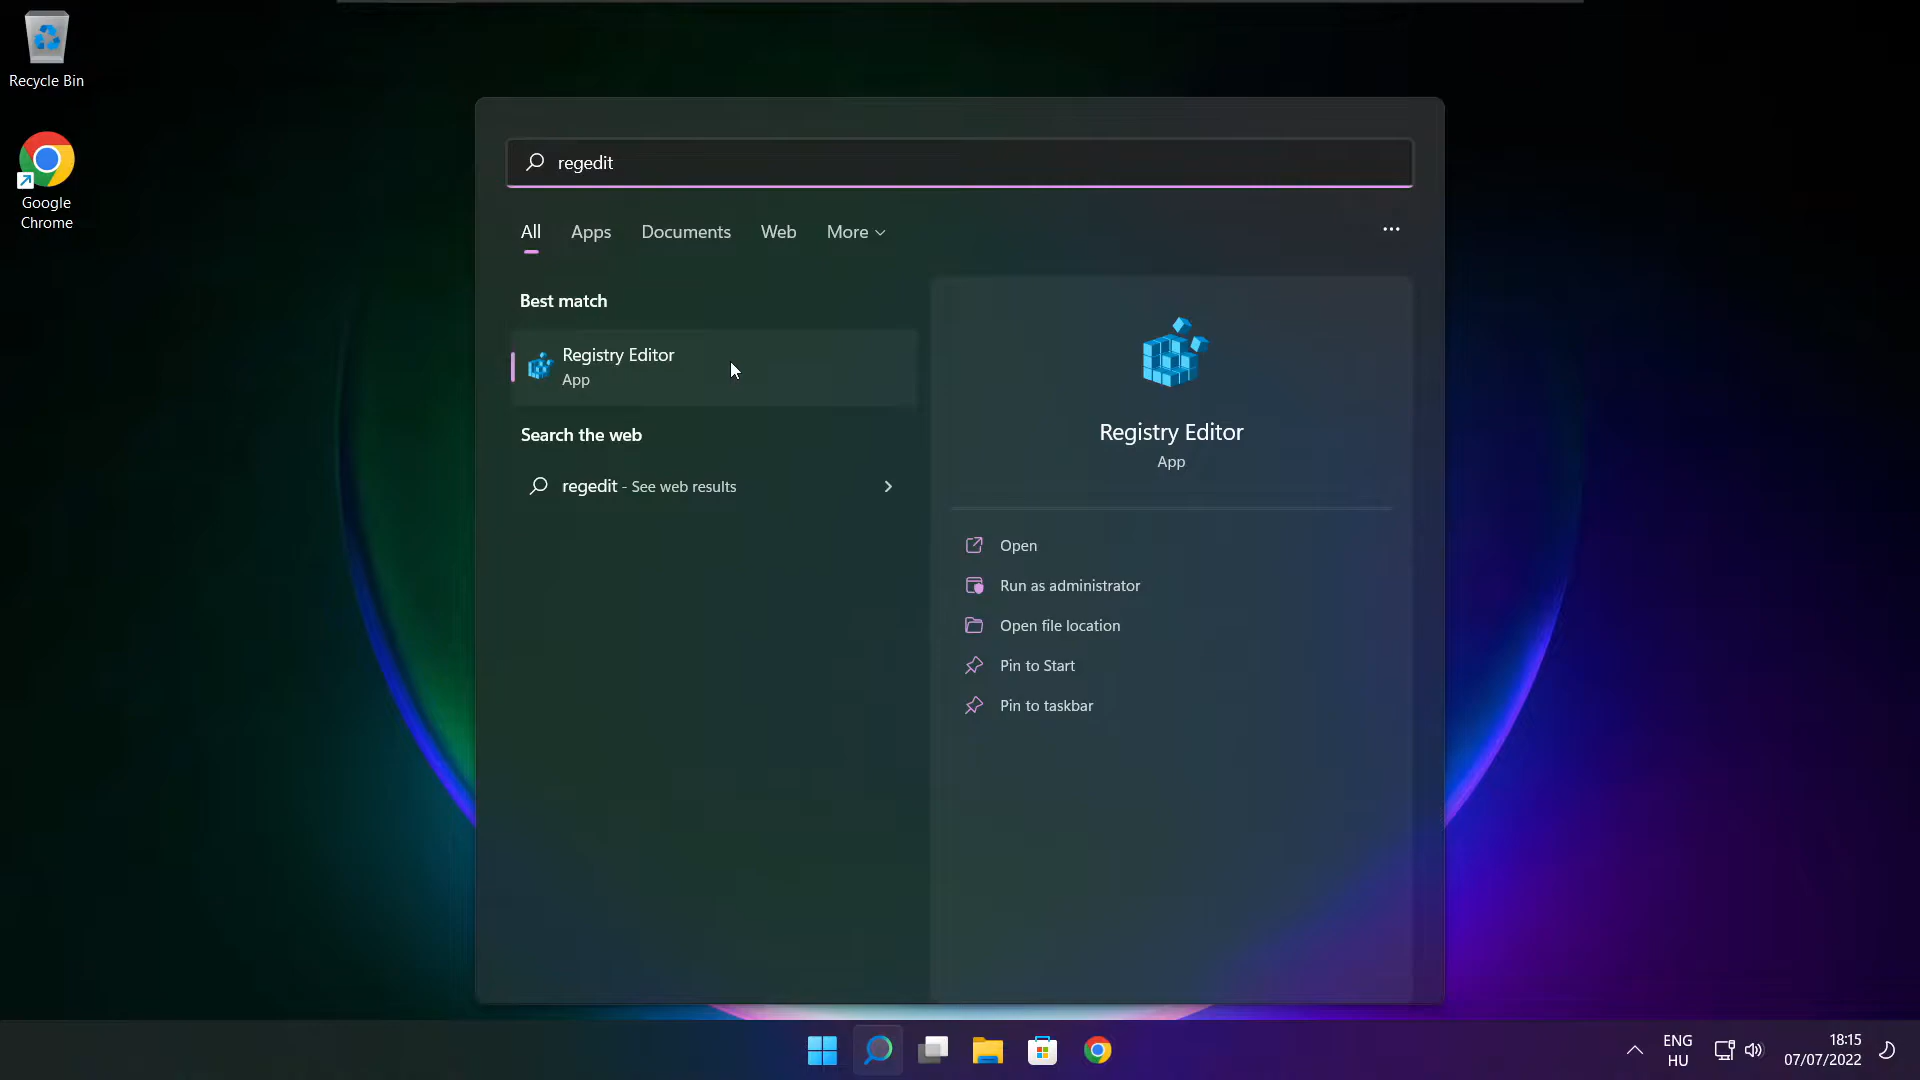 Recycle Bin
Google
Chrome
regedit
All Apps Documents Web More
Best match
Registry Editor
App
Search the web
regedit - See web results
Registry Editor
App
Open
Run as administrator
Open file location
Pin to Start
Pin to taskbar
ENG
HU
18:15
07/07/2022